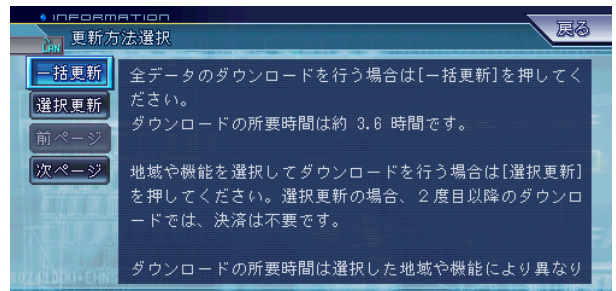 INFORMATION
LAN 更新方法選択
戻る
一括更新
選択更新
前ページ
次ページ
全データのダウンロードを行う場合は[一括更新]を押してく
ださい。
ダウンロードの所要時間は約 3.6 時間です。
地域や機能を選択してダウンロードを行う場合は[選択更新]
を押してください。選択更新の場合、2度目以降のダウンロ
ードでは、決済は不要です。
ダウンロードの所要時間は選択した地域や機能により異なり